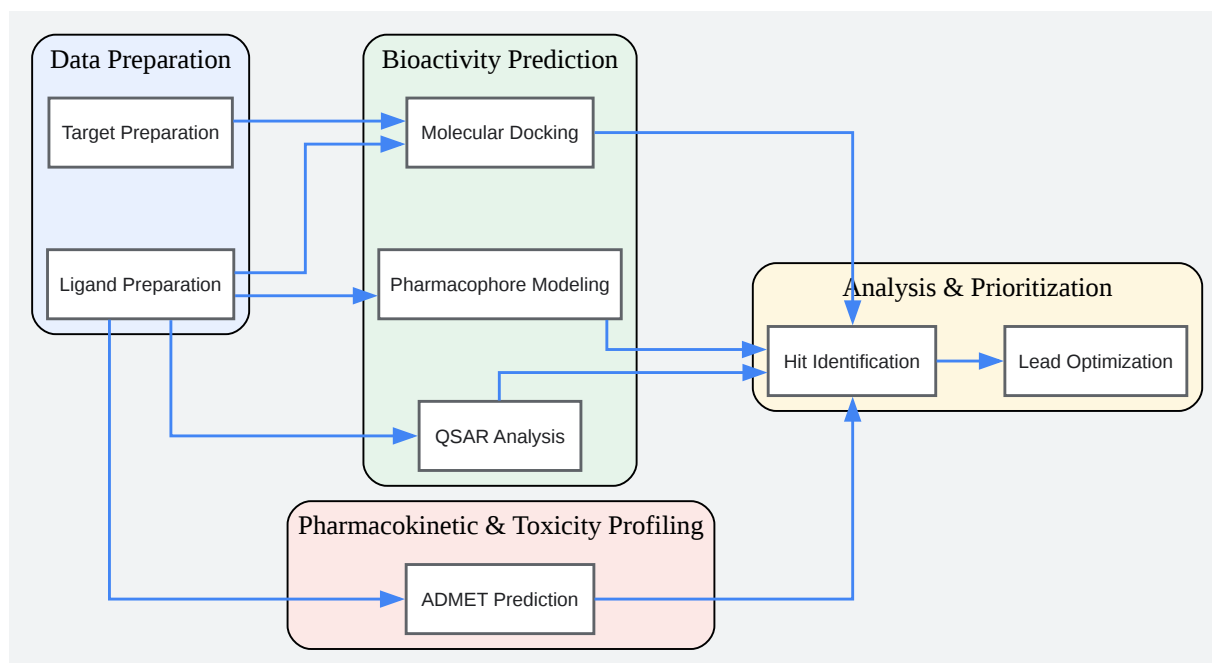 Data Preparation
Target Preparation
Ligand Preparation
Bioactivity Prediction
Molecular Docking
Pharmacophore Modeling
QSAR Analysis
Pharmacokinetic & Toxicity Profiling
ADMET Prediction
Analysis & Prioritization
Hit Identification
Lead Optimization